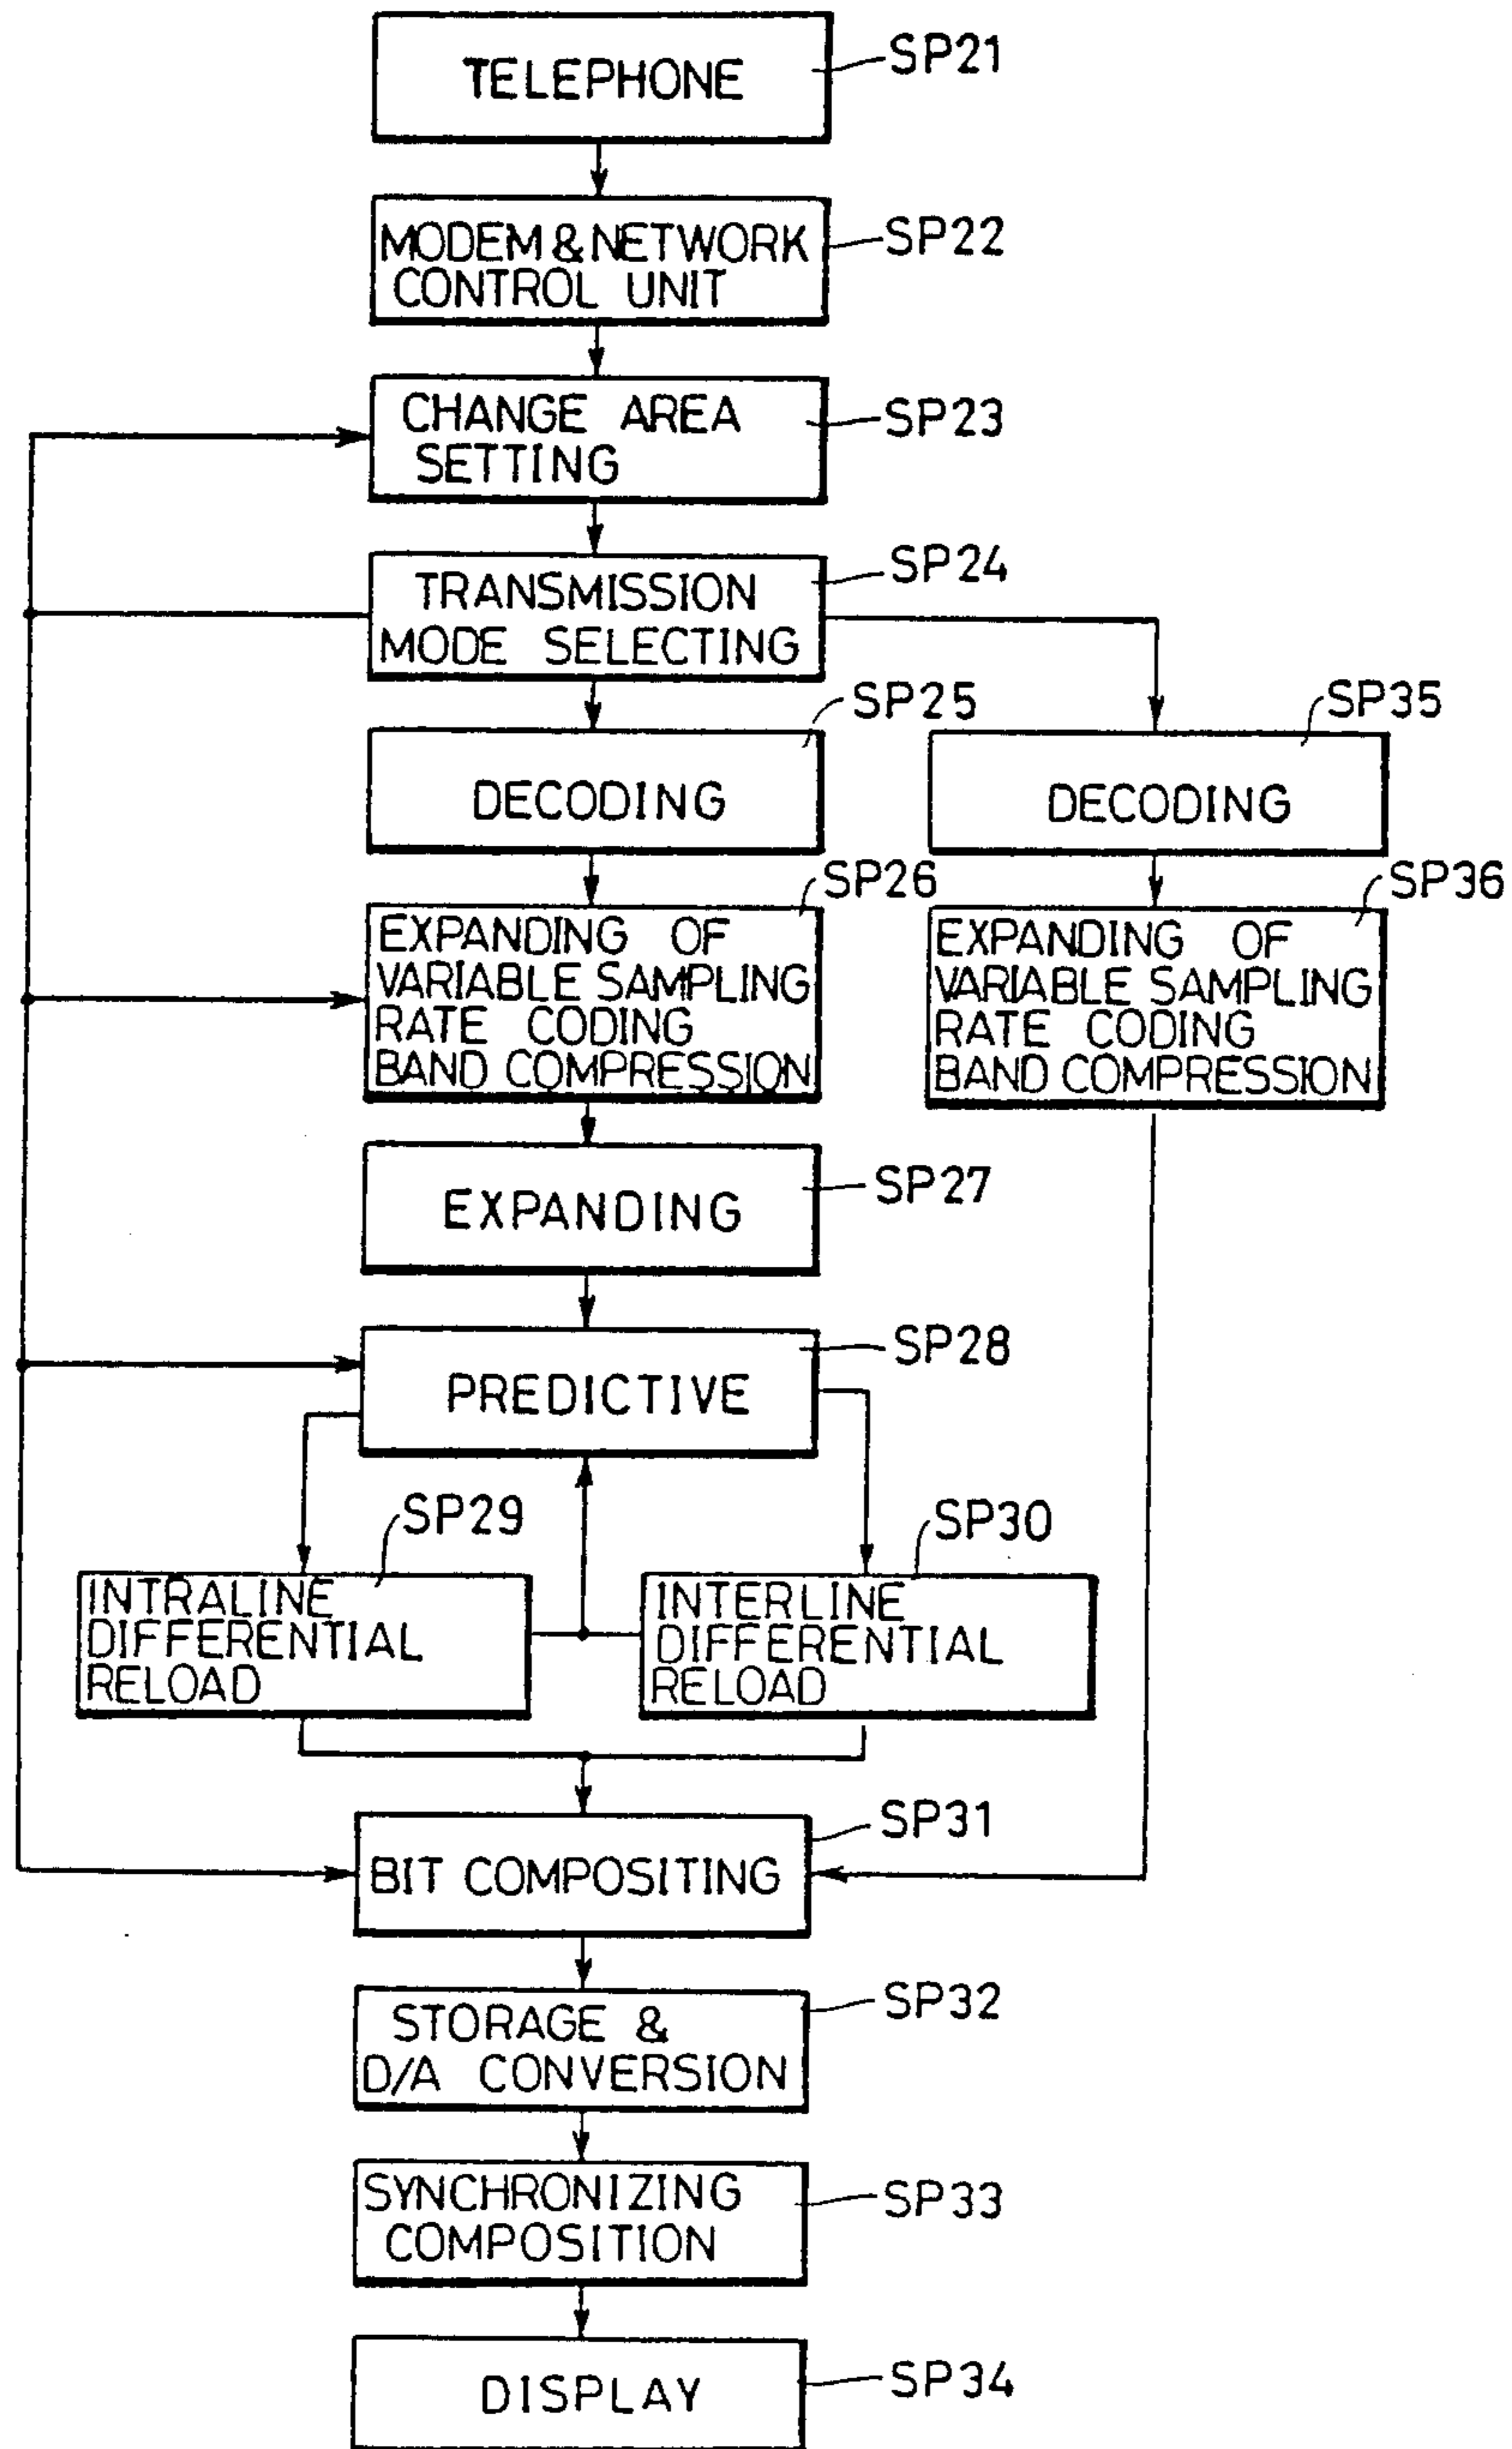 TELEPHONE
SP21
MODEM & NETWORK
CONTROL UNIT
SP22
CHANGE AREA
SETTING
SP23
TRANSMISSION
MODE SELECTING
SP24
DECODING
SP25
DECODING
SP35
EXPANDING OF
VARIABLE SAMPLING
RATE CODING
BAND COMPRESSION
SP26
EXPANDING OF
VARIABLE SAMPLING
RATE CODING
BAND COMPRESSION
SP36
EXPANDING
SP27
PREDICTIVE
SP28
INTRALINE
DIFFERENTIAL
RELOAD
SP29
INTERLINE
DIFFERENTIAL
RELOAD
SP30
BIT COMPOSITING
SP31
STORAGE &
D/A CONVERSION
SP32
SYNCHRONIZING
COMPOSITION
SP33
DISPLAY
SP34